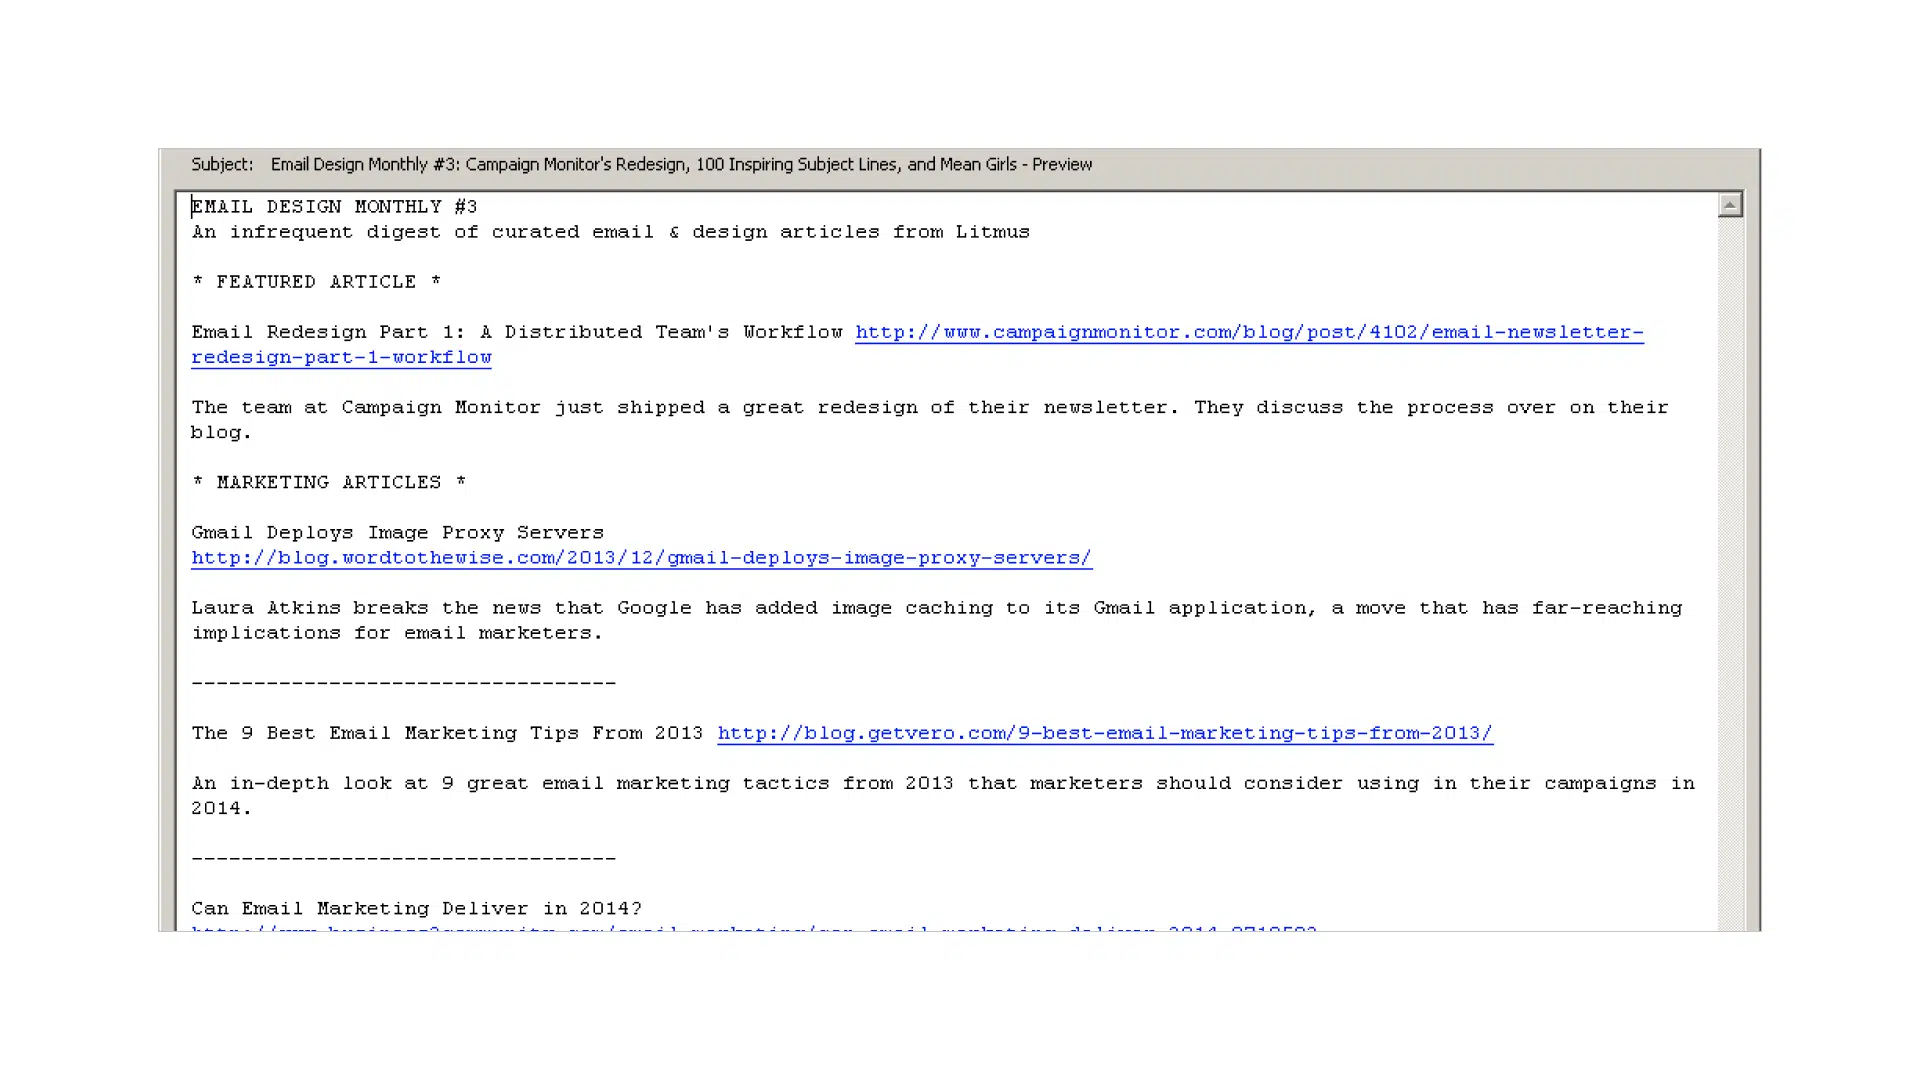 Subject: Email Design Monthly #3: Campaign Monitor's Redesign, 100 Inspiring Subject Lines, and Mean Girls - Preview
EMAIL DESIGN MONTHLY #3
An infrequent digest of curated email & design articles from Litmus
* FEATURED ARTICLE *
Email Redesign Part 1: A Distributed Team's Workflow http://www.campaignmonitor.com/blog/post/4102/email-newsletter-
redesign-part-1-workflow
The team at Campaign Monitor just shipped a great redesign of their newsletter. They discuss the process over on their
blog.
* MARKETING ARTICLES *
Gmail Deploys Image Proxy Servers
http://blog.wordtothewise.com/2013/12/gmail-deploys-image-proxy-servers/
Laura Atkins breaks the news that Google has added image caching to its Gmail application, a move that has far-reaching
implications for email marketers.
----------------------------------
The 9 Best Email Marketing Tips From 2013 http://blog.getvero.com/9-best-email-marketing-tips-from-2013/
An in-depth look at 9 great email marketing tactics from 2013 that marketers should consider using in their campaigns in
2014.
----------------------------------
Can Email Marketing Deliver in 2014?